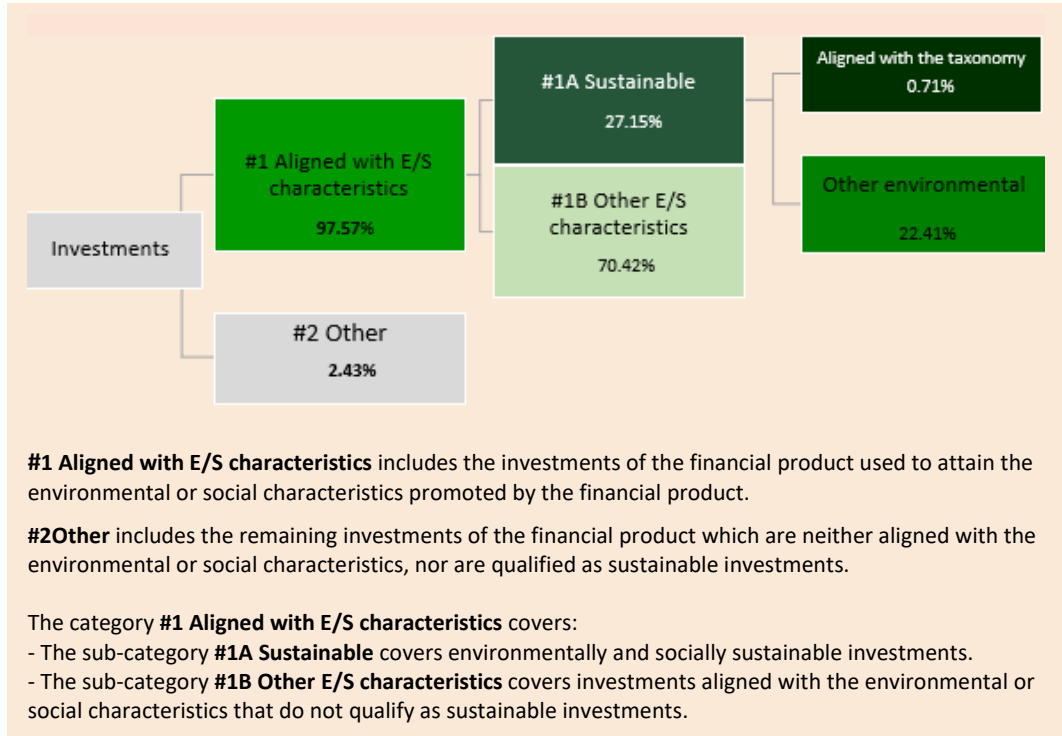 Investments
#1 Aligned with E/S
characteristics
97.57%
#2 Other
2.43%
#1A Sustainable
27.15%
#1B Other E/S
characteristics
70.42%
Aligned with the taxonomy
0.71%
Other environmental
22.41%
#1 Aligned with E/S characteristics includes the investments of the financial product used to attain the
environmental or social characteristics promoted by the financial product.
#2Other includes the remaining investments of the financial product which are neither aligned with the
environmental or social characteristics, nor are qualified as sustainable investments.
The category #1 Aligned with E/S characteristics covers:
- The sub-category #1A Sustainable covers environmentally and socially sustainable investments.
- The sub-category #1B Other E/S characteristics covers investments aligned with the environmental or
social characteristics that do not qualify as sustainable investments.